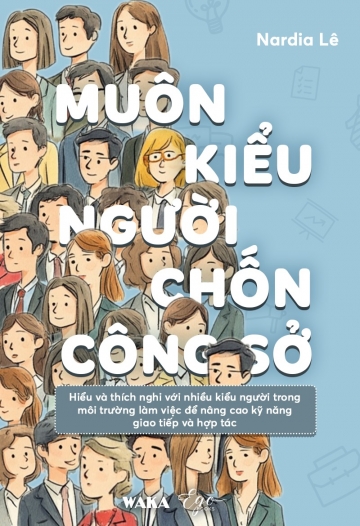 Nardia Lê
MUÔN
KIỂU
NGƯỜI
CHỐN
CÔNG SỞ
Hiểu và thích nghi với nhiều kiểu người trong
môi trường làm việc để nâng cao kỹ năng
giao tiếp và hợp tác
WAKA Ego